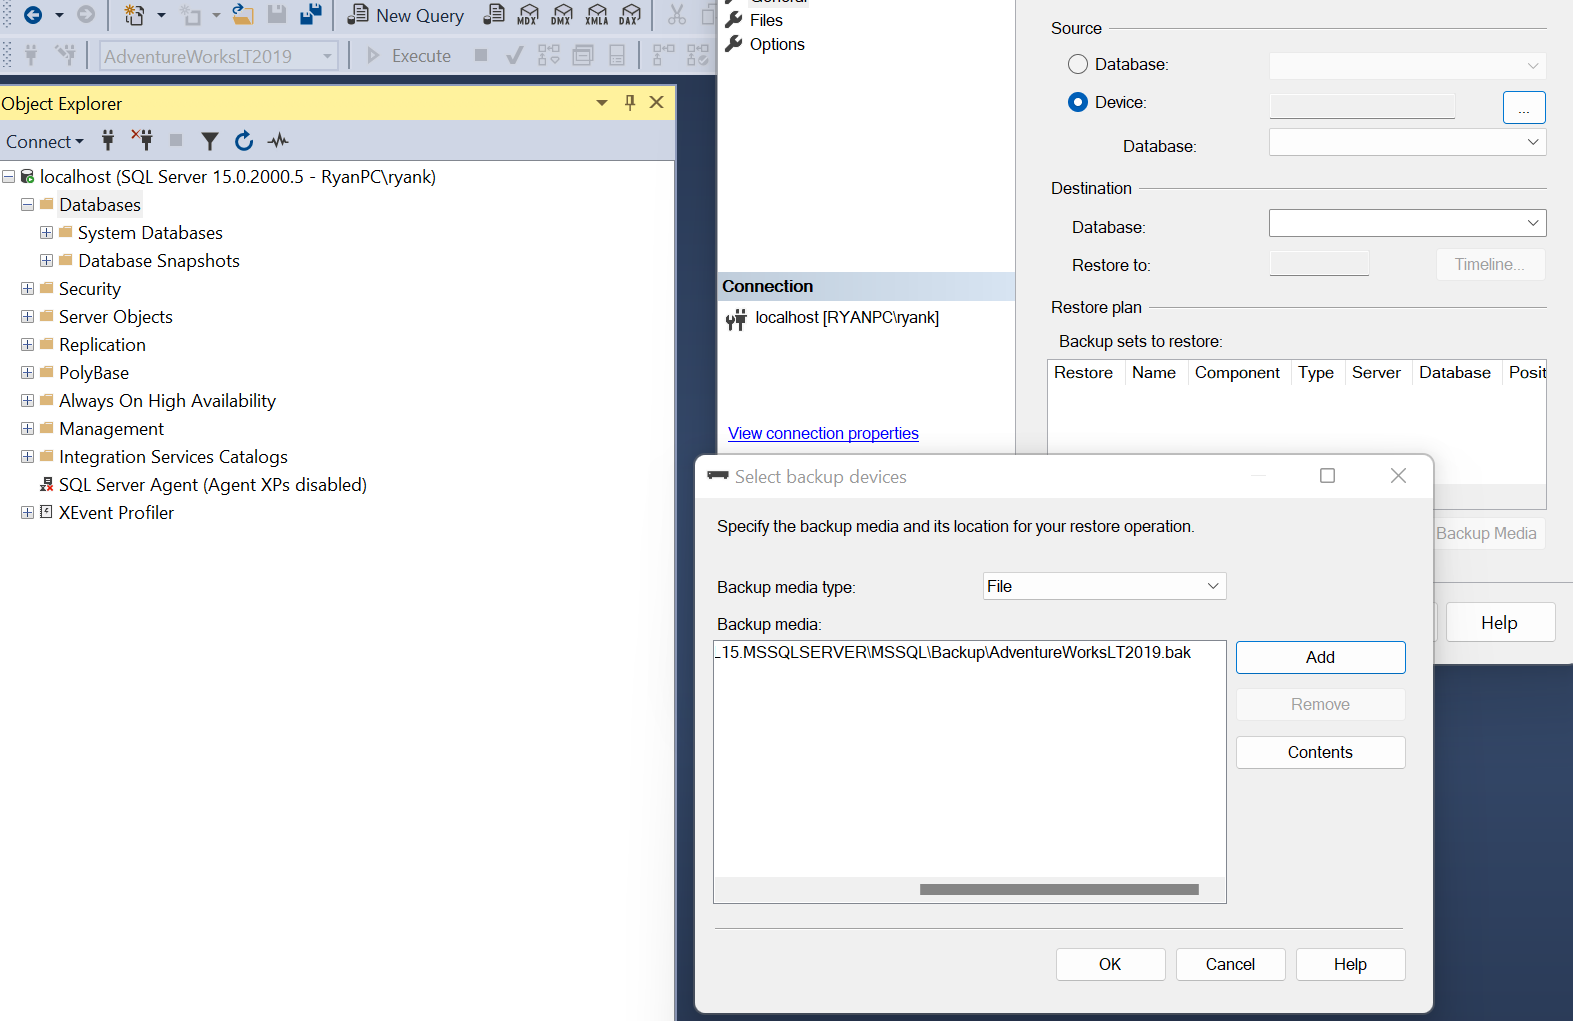 New Query
MDX
DMX
XMLA
DAX
AdventureWorksLT2019
Execute
Object Explorer
Connect
localhost (SQL Server 15.0.2000.5 - RyanPC\ryank)
Databases
System Databases
Database Snapshots
Security
Server Objects
Replication
PolyBase
Always On High Availability
Management
Integration Services Catalogs
SQL Server Agent (Agent XPs disabled)
XEvent Profiler
Files
Options
Connection
localhost [RYANPC\ryank]
View connection properties
Source
Database:
Device:
...
Database:
Destination
Database:
Restore to:
Timeline...
Restore plan
Backup sets to restore:
Restore Name Component Type Server Database Posit
Backup Media
Help
Select backup devices
Specify the backup media and its location for your restore operation.
Backup media type:
File
Backup media:
_15.MSSQLSERVER\MSSQL\Backup\AdventureWorksLT2019.bak
Add
Remove
Contents
OK
Cancel
Help